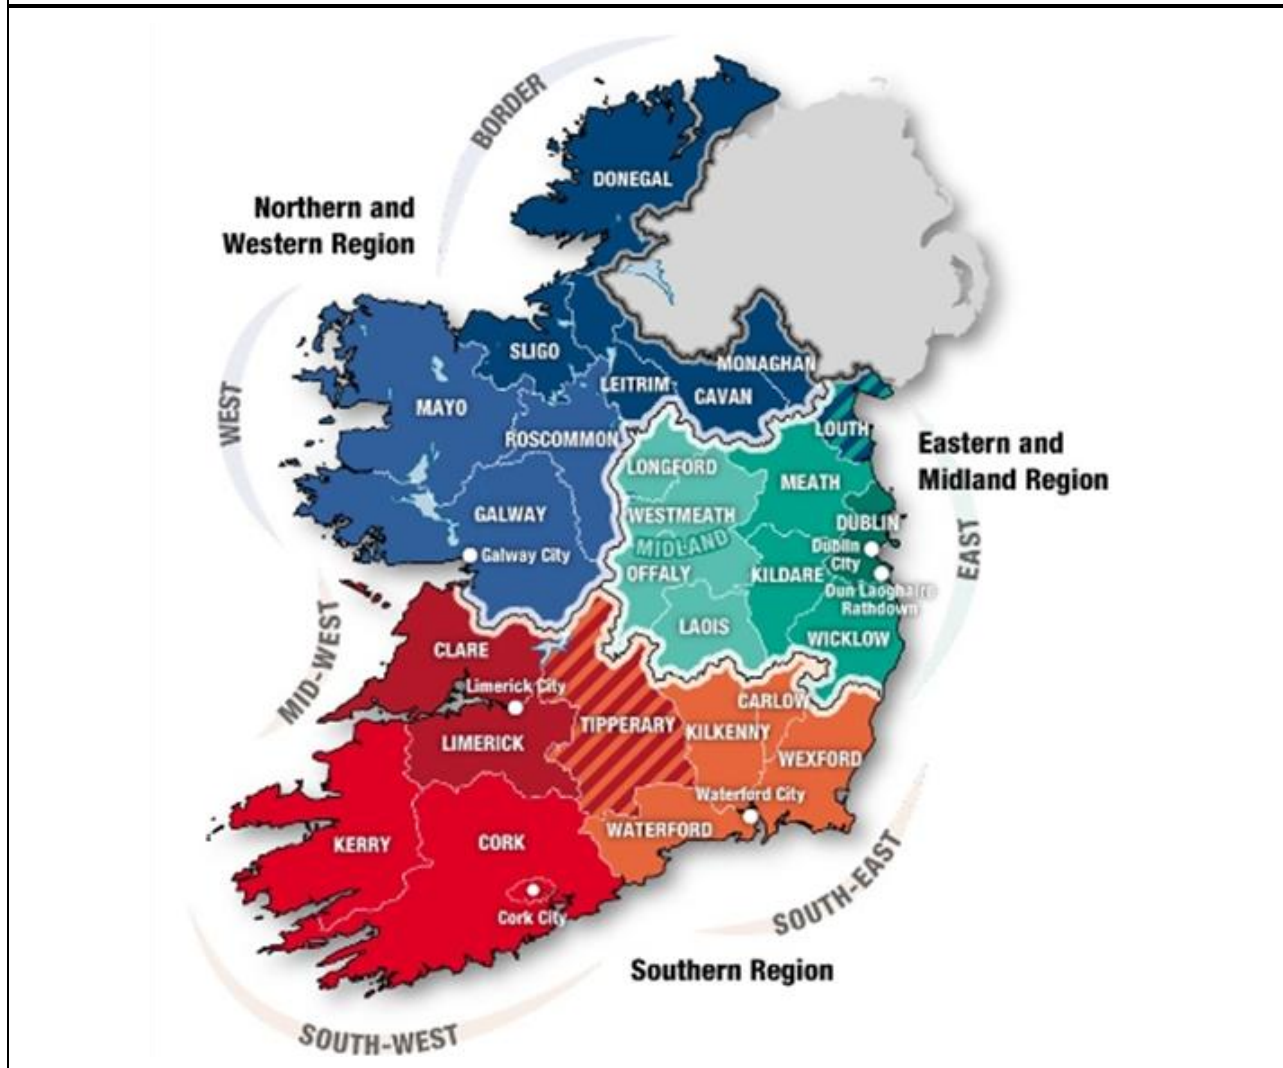 BORDER
DONEGAL
Northern and
Western Region
SLIGO
MONAGHAN
LEITRIM
CAVAN
WEST
MAYO
ROSCOMMON
LOUTH
Eastern and
Midland Region
LONGFORD
MEATH
GALWAY
WESTMEATH
DUBLIN
MIDLAND
Galway City
Dublin
City
EAST
OFFALY
KILDARE
Dun Laoghaire
Rathdown
LAOIS
WICKLOW
MID-WEST
CLARE
Limerick City
CARLOW
TIPPERARY
KILKENNY
LIMERICK
WEXFORD
Waterford City
WATERFORD
KERRY
CORK
SOUTH-EAST
Cork City
Southern Region
SOUTH-WEST